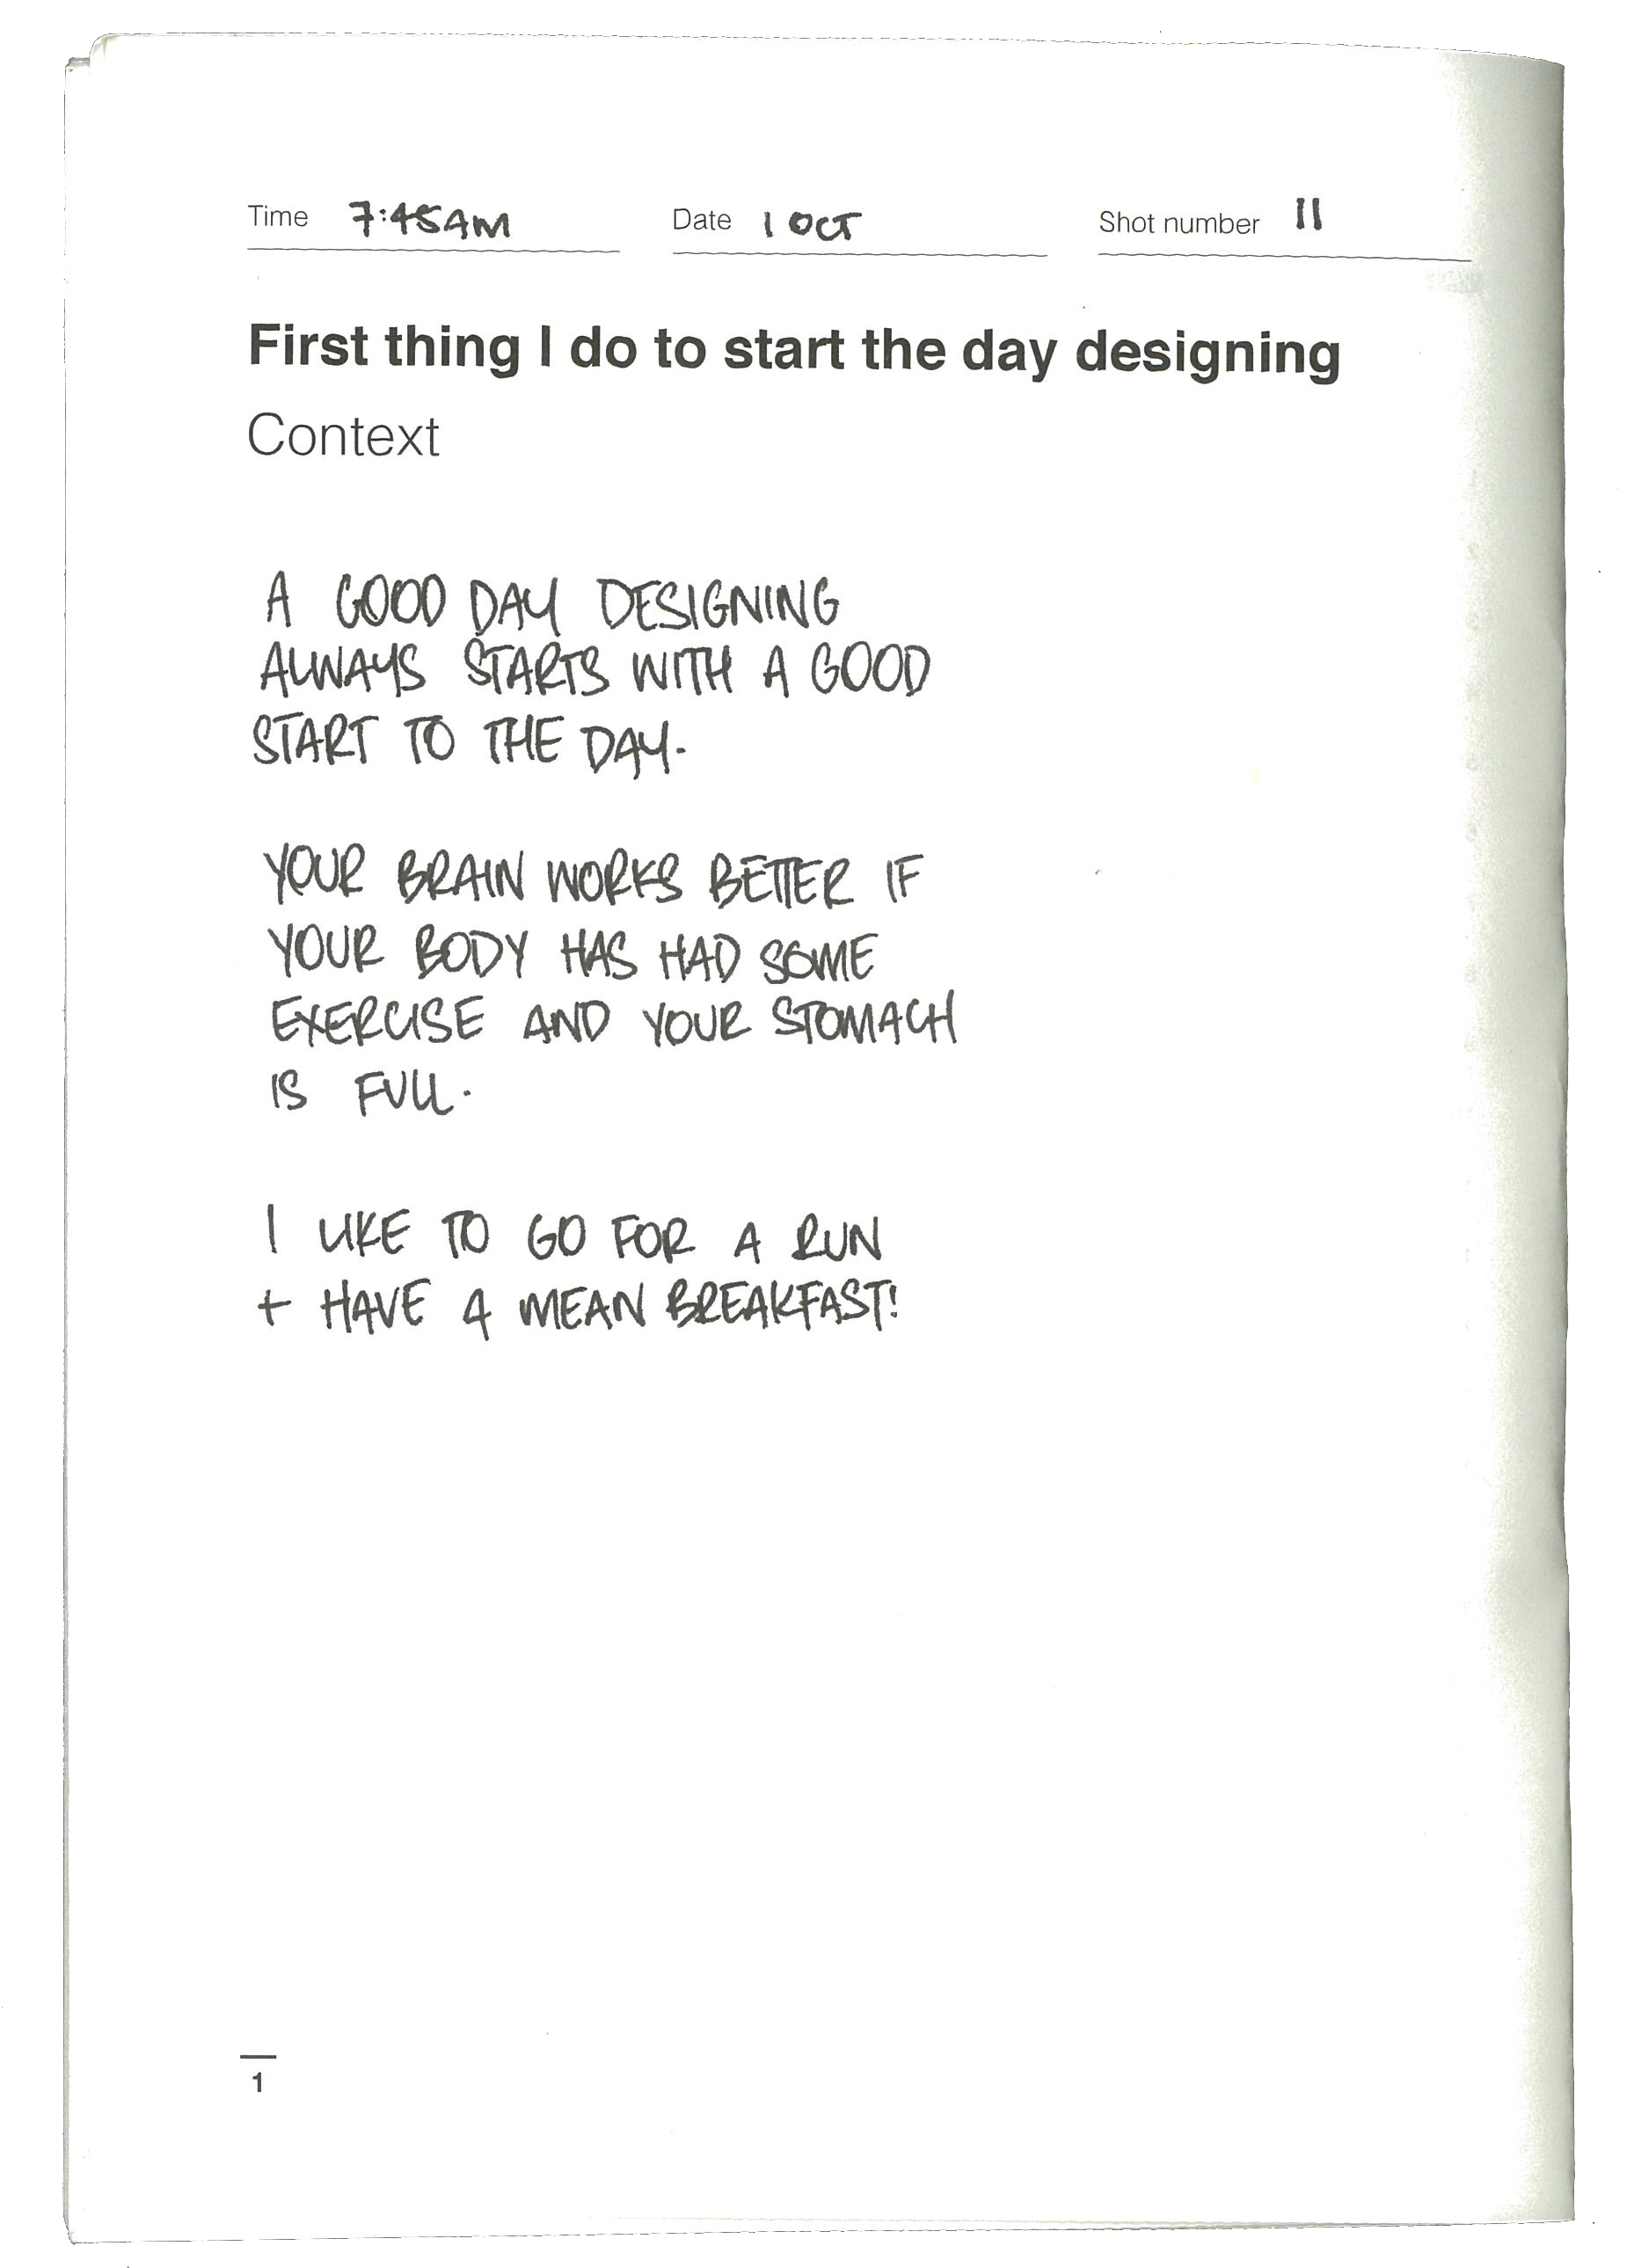 Time 7:45AM Date 1 OCT Shot number 11
First thing I do to start the day designing
Context
A GOOD DAY DESIGNING
ALWAYS STARTS WITH A GOOD
START TO THE DAY.
YOUR BRAIN WORKS BETTER IF
YOUR BODY HAS HAD SOME
EXERCISE AND YOUR STOMACH
IS FULL.
I LIKE TO GO FOR A RUN
+ HAVE A MEAN BREAKFAST!
1